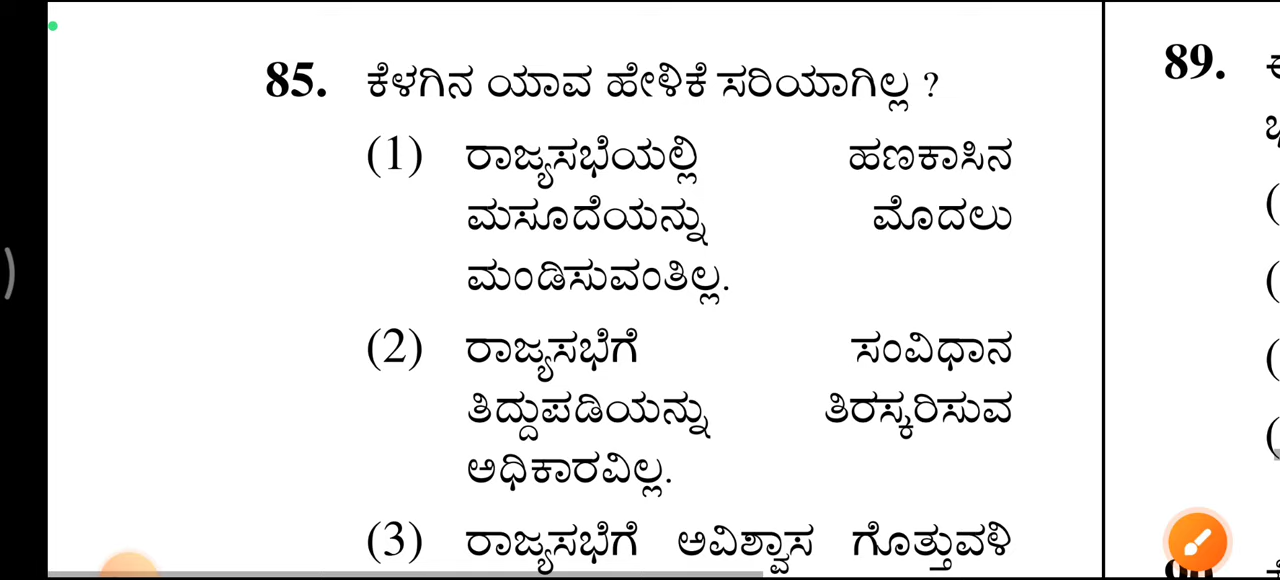 85. ಕೆಳಗಿನ ಯಾವ ಹೇಳಿಕೆ ಸರಿಯಾಗಿಲ್ಲ ?
(1) ರಾಜ್ಯಸಭೆಯಲ್ಲಿ ಹಣಕಾಸಿನ
ಮಸೂದೆಯನ್ನು ಮೊದಲು
ಮಂಡಿಸುವಂತಿಲ್ಲ.
(2) ರಾಜ್ಯಸಭೆಗೆ ಸಂವಿಧಾನ
ತಿದ್ದುಪಡಿಯನ್ನು ತಿರಸ್ಕರಿಸುವ
ಅಧಿಕಾರವಿಲ್ಲ.
(3) ರಾಜ್ಯಸಭೆಗೆ ಅವಿಶ್ವಾಸ ಗೊತ್ತುವಳಿ
89.